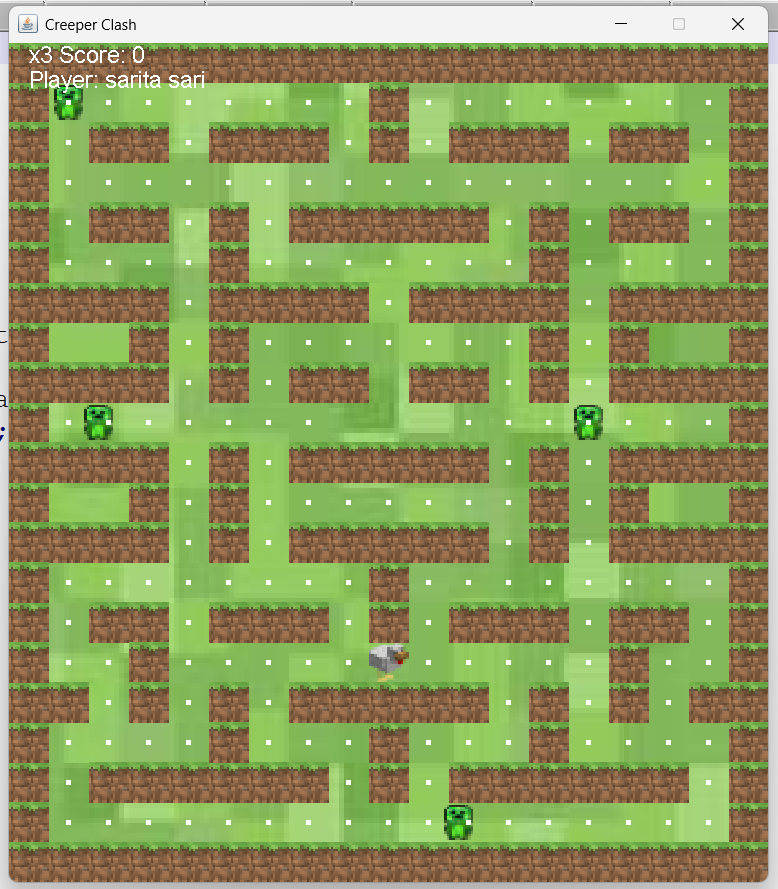 Creeper Clash
x3 Score: 0
Player: sarita sari